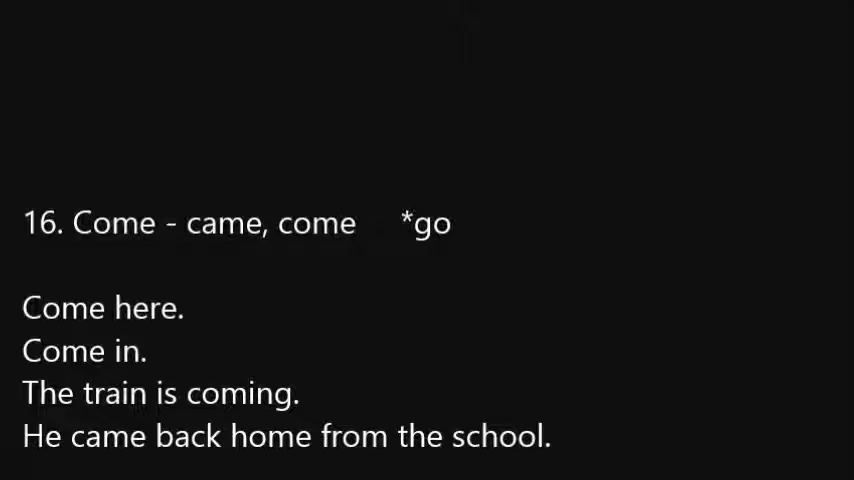 16. Come - came, come *go
Come here.
Come in.
The train is coming.
He came back home from the school.